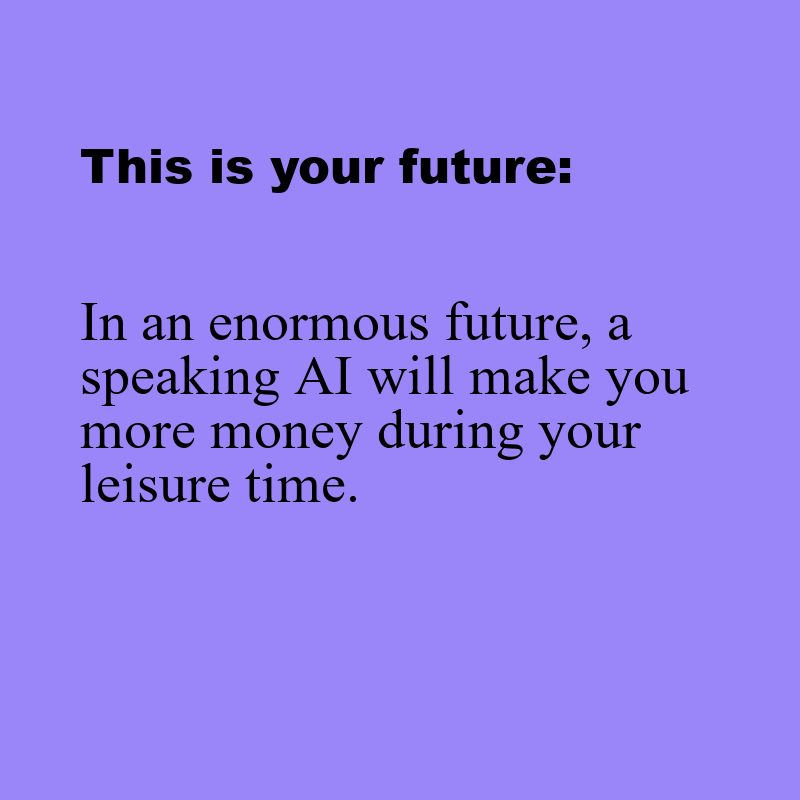 This is your future:
In an enormous future, a
speaking AI will make you
more money during your
leisure time.